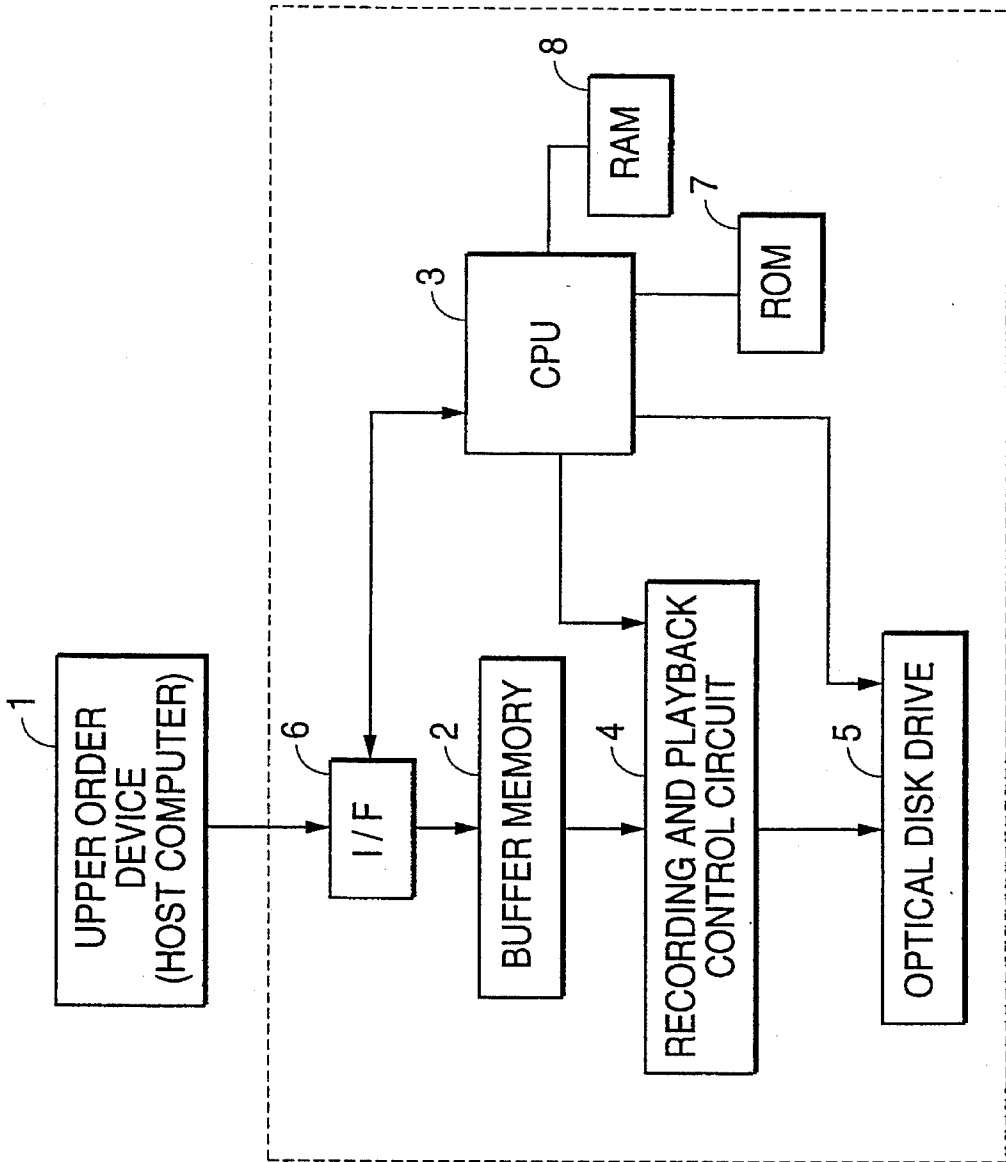 1
UPPER ORDER
DEVICE
(HOST COMPUTER)
6
I/F
2
BUFFER MEMORY
4
RECORDING AND PLAYBACK
CONTROL CIRCUIT
5
OPTICAL DISK DRIVE
3
CPU
8
RAM
7
ROM